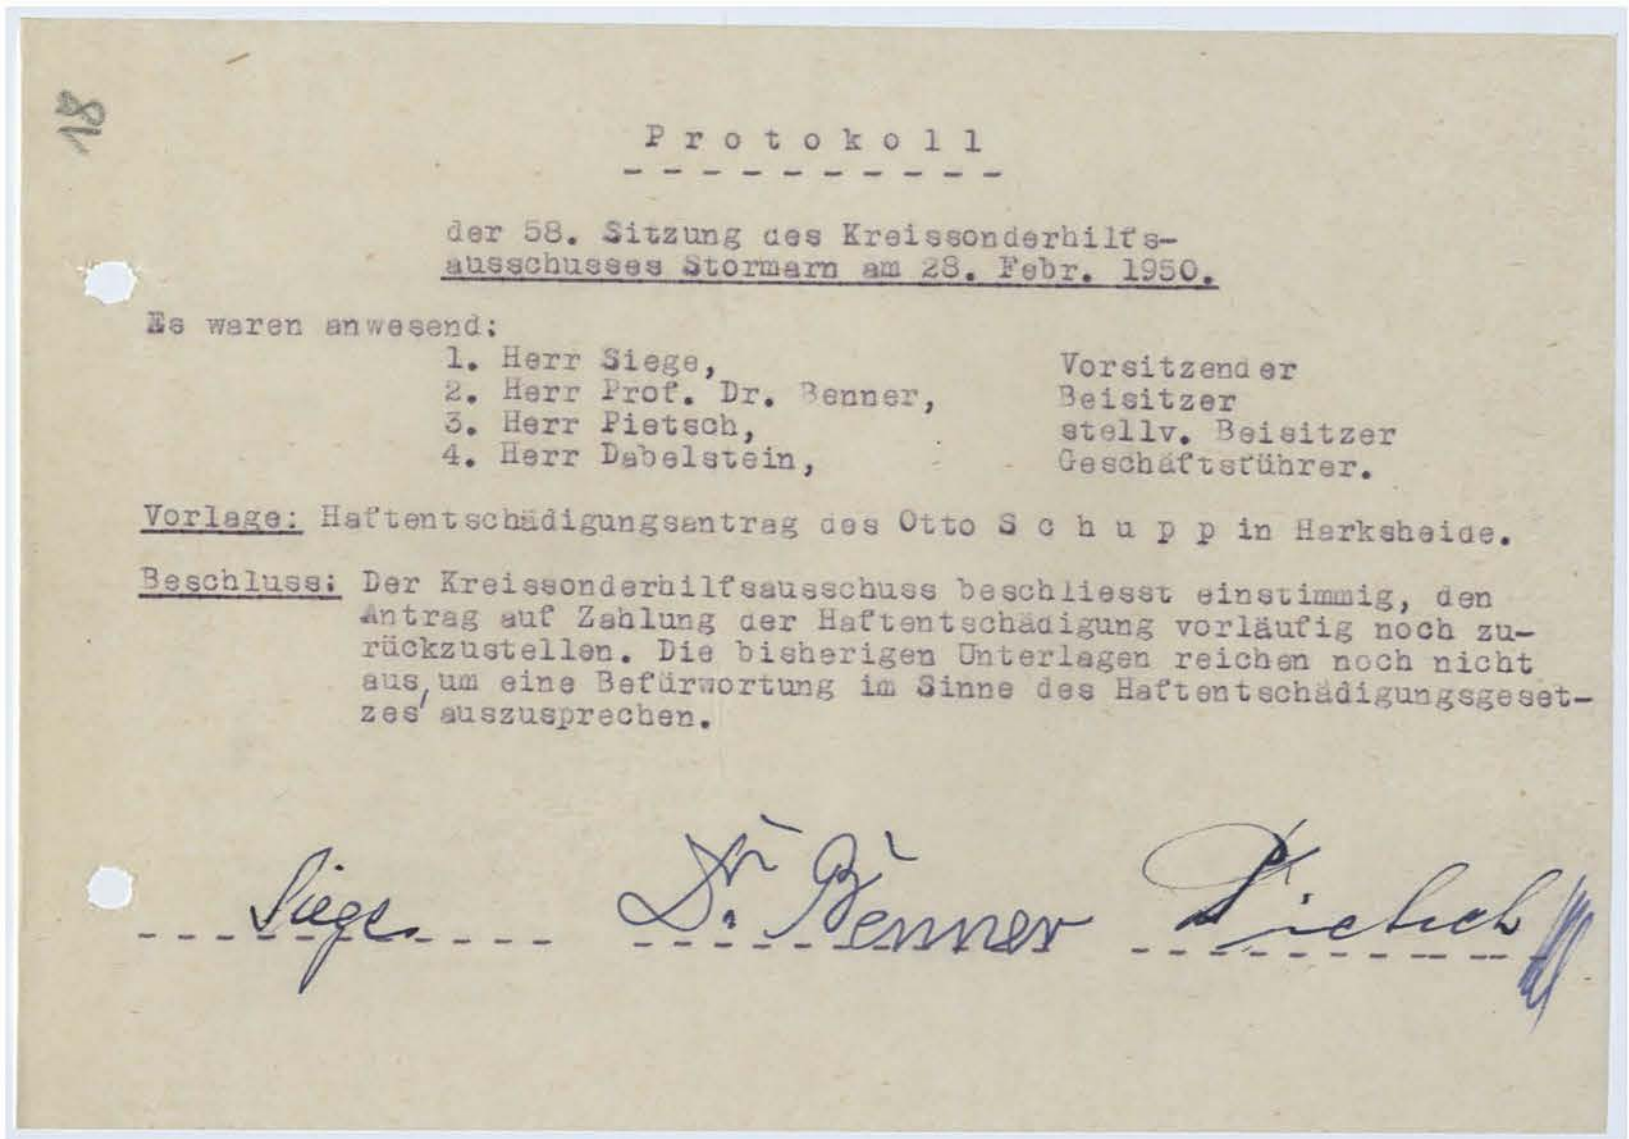 18
P r o t o k o l l
- - - - - - - - - -
der 58. Sitzung des Kreissonderhilfs-
ausschusses Stormarn am 28. Febr. 1950.
Es waren anwesend:
1. Herr Siege, Vorsitzender
2. Herr Prof. Dr. Benner, Beisitzer
3. Herr Pietsch, stellv. Beisitzer
4. Herr Dabelstein, Geschäftsführer.
Vorlage: Haftentschädigungsantrag des Otto S c h u p p in Harksheide.
Beschluss: Der Kreissonderhilfsausschuss beschliesst einstimmig, den
Antrag auf Zahlung der Haftentschädigung vorläufig noch zu-
rückzustellen. Die bisherigen Unterlagen reichen noch nicht
aus, um eine Befürwortung im Sinne des Haftentschädigungsgeset-
zes auszusprechen.
Siege Dr. Benner Pietsch